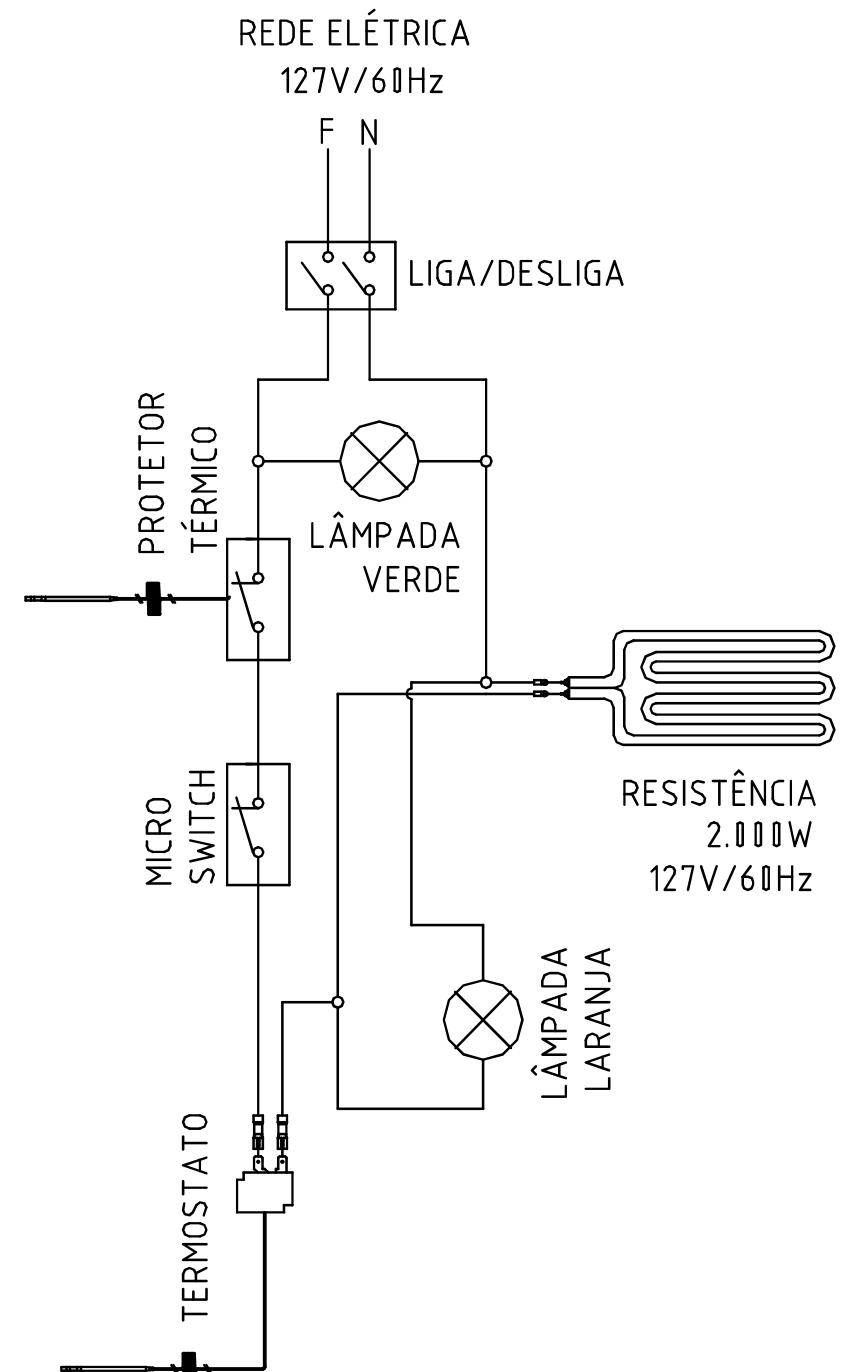 REDE ELÉTRICA
127V/60Hz
F N
LIGA/DESLIGA
PROTETOR
TÉRMICO
LÂMPADA
VERDE
RESISTÊNCIA
2.000W
127V/60Hz
MICRO
SWITCH
LÂMPADA
LARANJA
TERMOSTATO